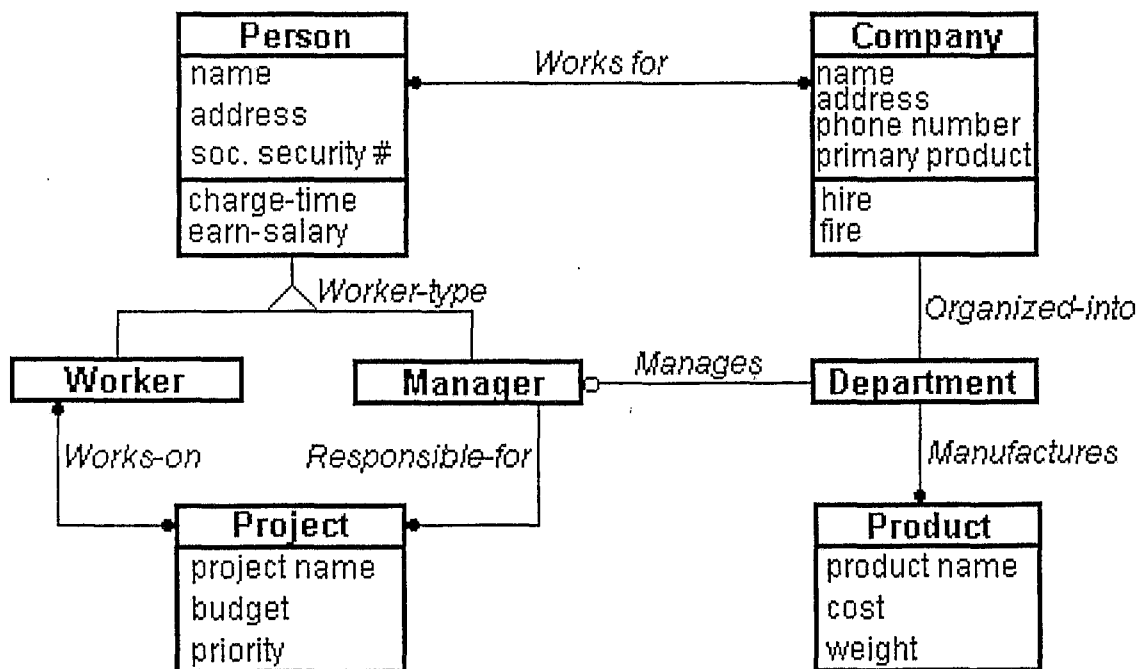 Person
name
address
soc. security #
charge-time
earn-salary
Works for
Company
name
address
phone number
primary product
hire
fire
Worker-type
Organized-into
Worker
Manager
Manages
Department
Works-on
Responsible-for
Manufactures
Project
project name
budget
priority
Product
product name
cost
weight